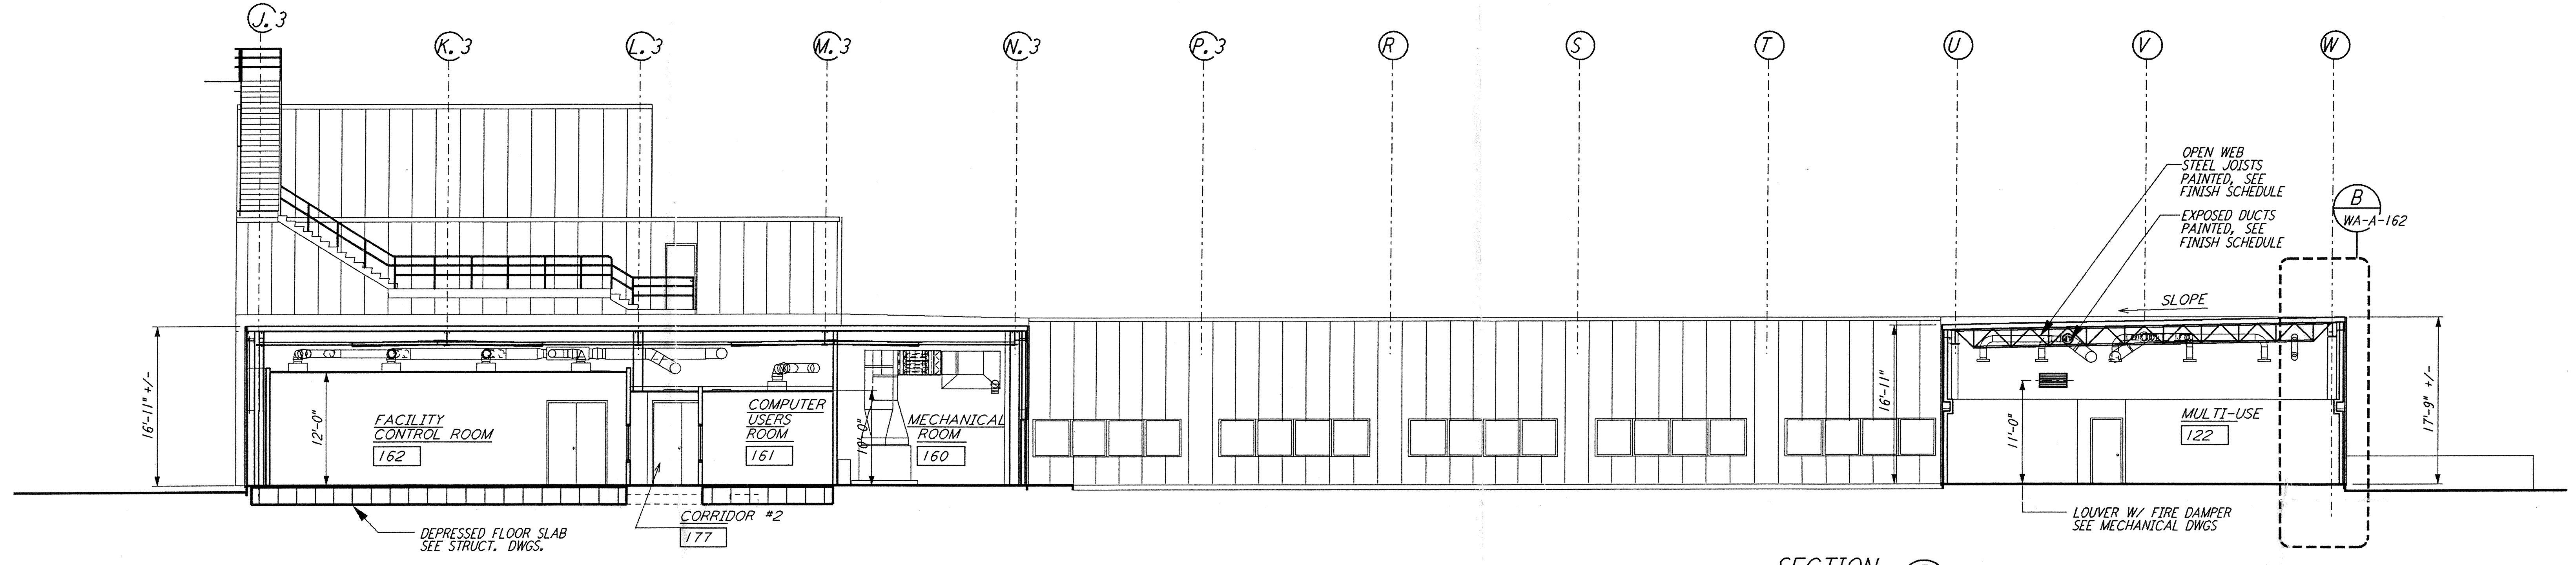 J.3
K.3
L.3
M.3
N.3
P.3
R
S
T
U
V
W
OPEN WEB
STEEL JOISTS
PAINTED, SEE
FINISH SCHEDULE
B
WA-A-162
EXPOSED DUCTS
PAINTED, SEE
FINISH SCHEDULE
SLOPE
16'-11" +/-
12'-0"
FACILITY
CONTROL ROOM
162
COMPUTER
USERS
ROOM
161
10'-0"
MECHANICAL
ROOM
160
16'-11"
11'-0"
MULTI-USE
122
17'-9" +/-
DEPRESSED FLOOR SLAB
SEE STRUCT. DWGS.
CORRIDOR #2
177
LOUVER W/ FIRE DAMPER
SEE MECHANICAL DWGS
SECTION